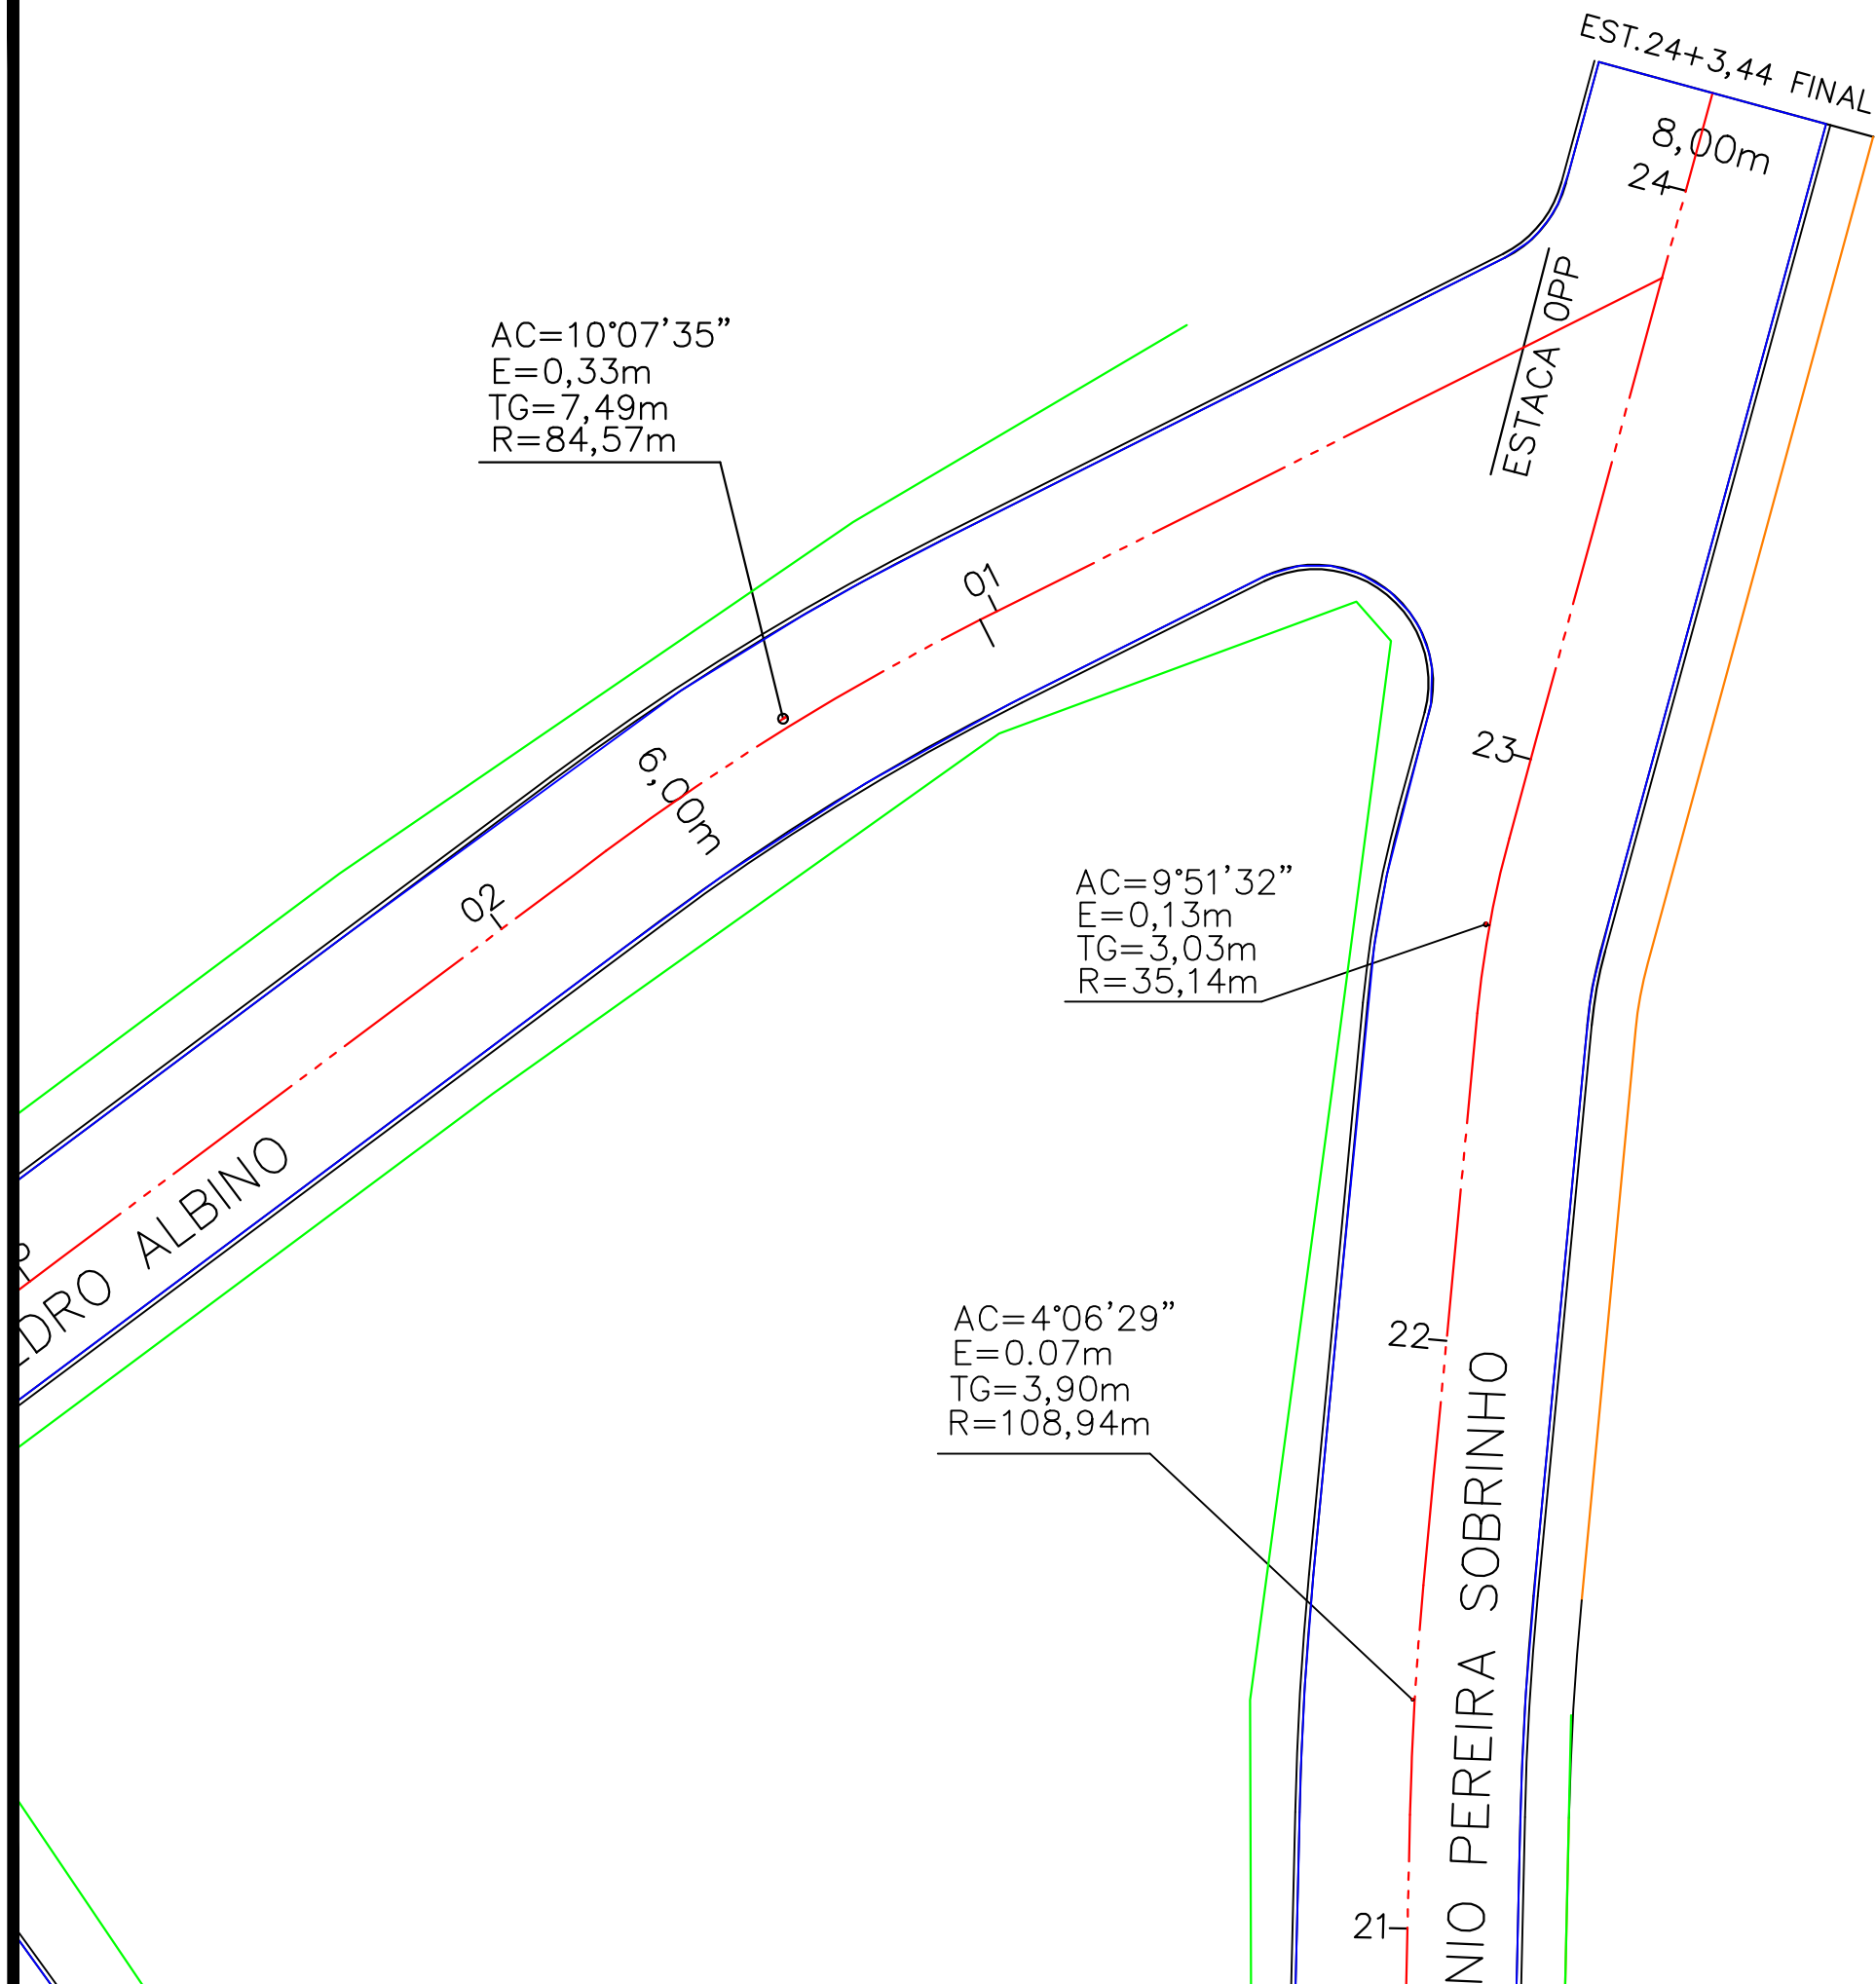 EST.24+3,44 FINAL
8,00m
24
ESTACA 0PP
AC=10°07'35"
E=0,33m
TG=7,49m
R=84,57m
01
6,00m
23
02
AC=9°51'32"
E=0,13m
TG=3,03m
R=35,14m
EDRO ALBINO
AC=4°06'29"
E=0.07m
TG=3,90m
R=108,94m
22
21
NIO PEREIRA SOBRINHO